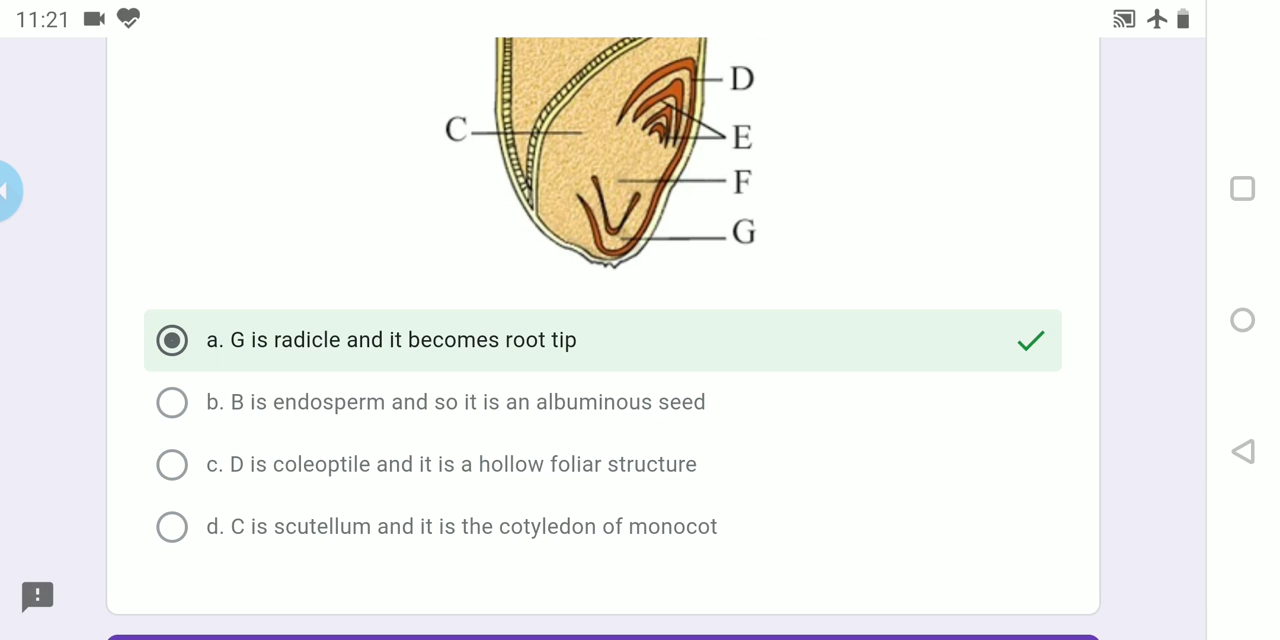 11:21
D
C
E
F
G
a. G is radicle and it becomes root tip
b. B is endosperm and so it is an albuminous seed
c. D is coleoptile and it is a hollow foliar structure
d. C is scutellum and it is the cotyledon of monocot